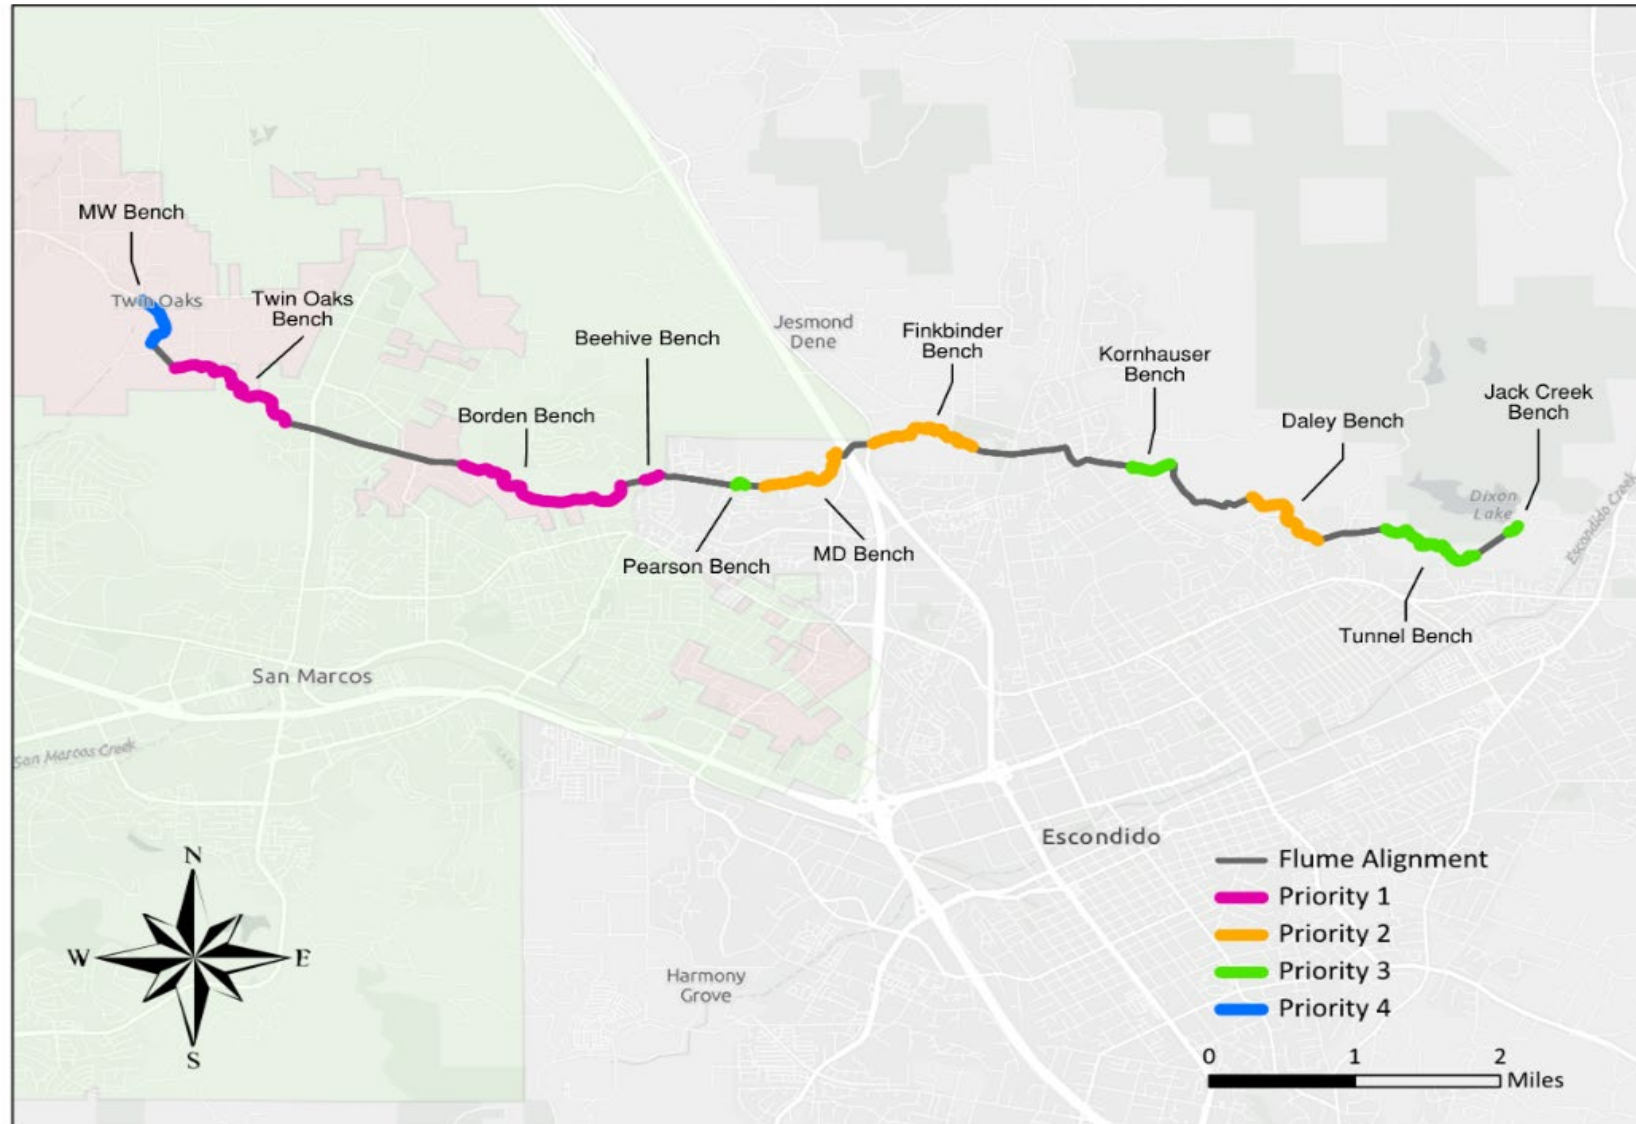 MW Bench
Twin Oaks
Twin Oaks
Bench
Beehive Bench
Borden Bench
Jesmond
Dene
Finkbinder
Bench
Kornhauser
Bench
Jack Creek
Bench
Daley Bench
Dixon
Lake
Escondido Creek
Pearson Bench
MD Bench
Tunnel Bench
San Marcos
San Marcos Creek
Escondido
Harmony
Grove
N
W
E
S
Flume Alignment
Priority 1
Priority 2
Priority 3
Priority 4
0 1 2
Miles